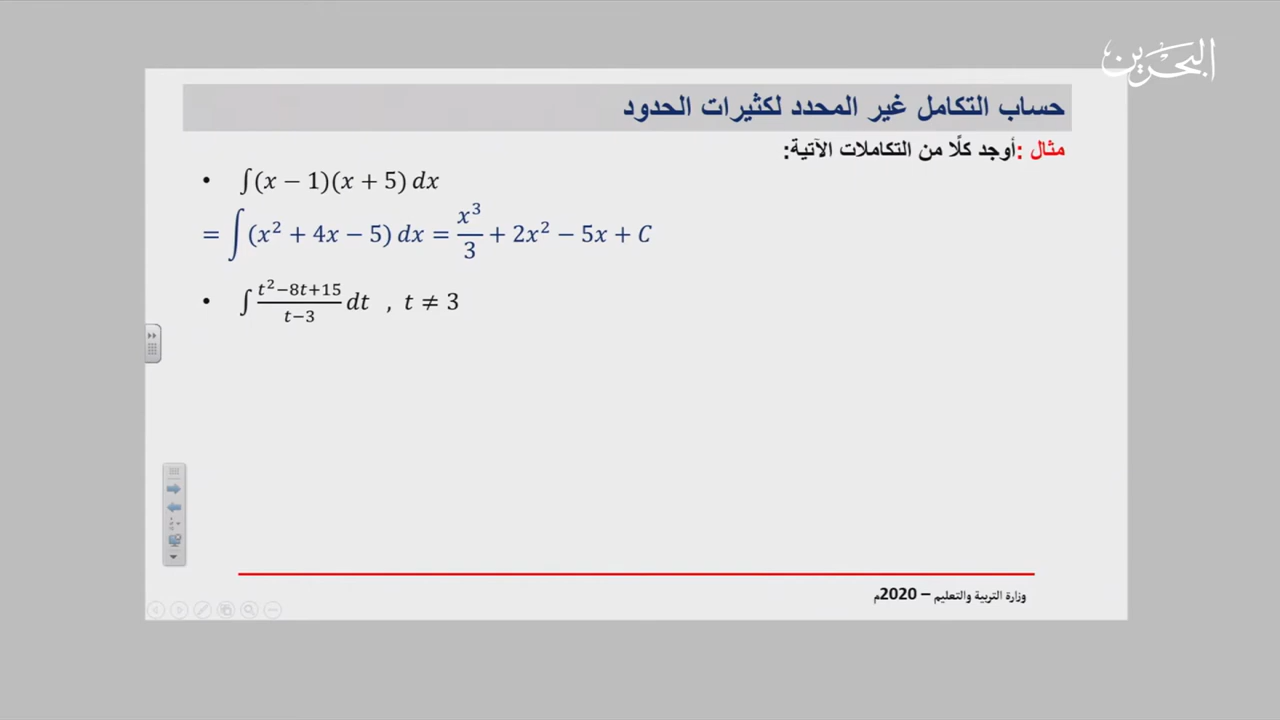 البحرين
حساب التكامل غير المحدد لكثيرات الحدود
مثال :أوجد كلًا من التكاملات الآتية:
• ∫(x − 1)(x + 5) dx
= ∫(x² + 4x − 5) dx = x³/3 + 2x² − 5x + C
• ∫ (t²−8t+15)/(t−3) dt , t ≠ 3
وزارة التربية والتعليم – 2020م